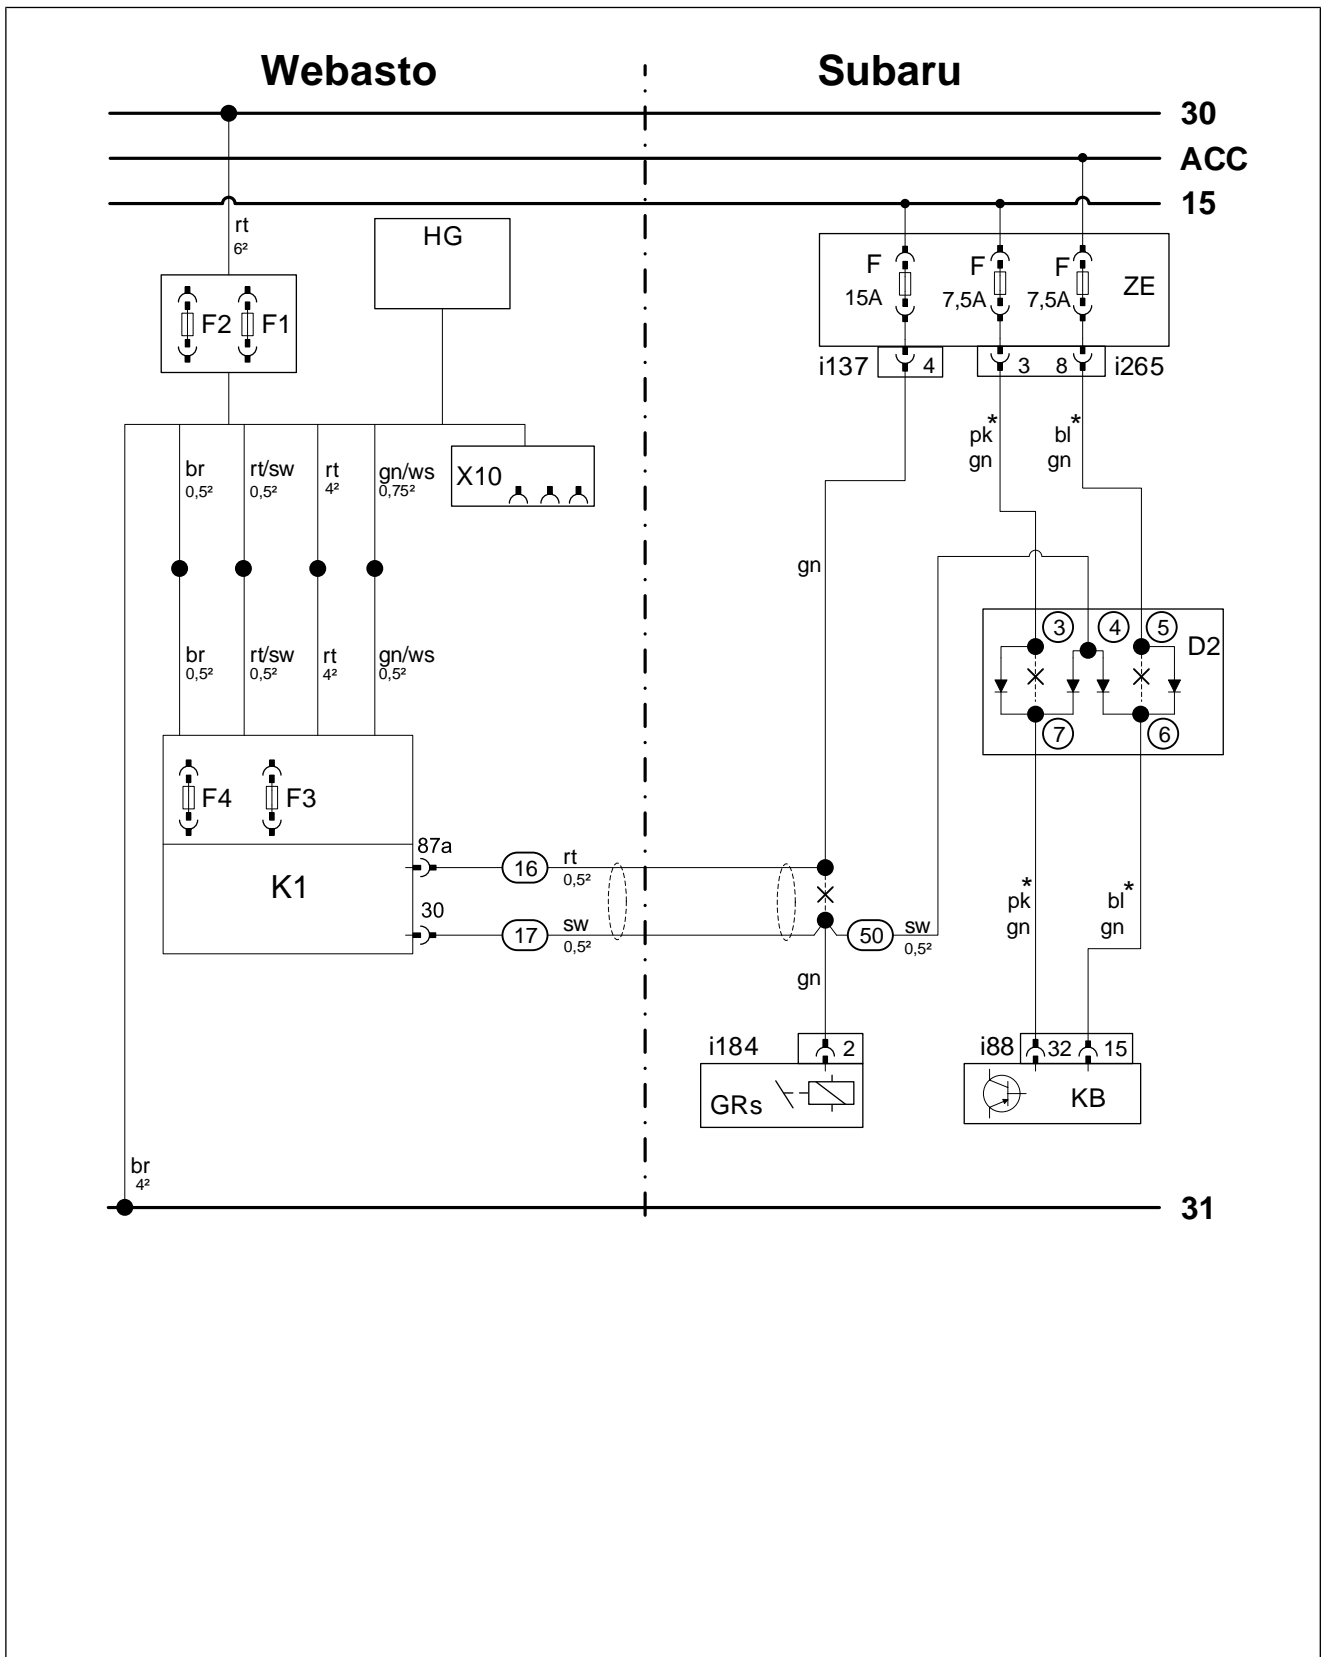 Webasto
Subaru
30
ACC
15
rt
6²
HG
F2 F1
F
15A
F
7,5A
F
7,5A
ZE
i137
4
3 8
i265
br
0,5²
rt/sw
0,5²
rt
4²
gn/ws
0,75²
X10
pk*
gn
bl*
gn
gn
br
0,5²
rt/sw
0,5²
rt
4²
gn/ws
0,5²
3 4 5
D2
7 6
F4 F3
K1
87a
16
rt
0,5²
30
17
sw
0,5²
50
sw
0,5²
pk*
gn
bl*
gn
gn
i184
2
GRs
i88
32 15
KB
br
4²
31